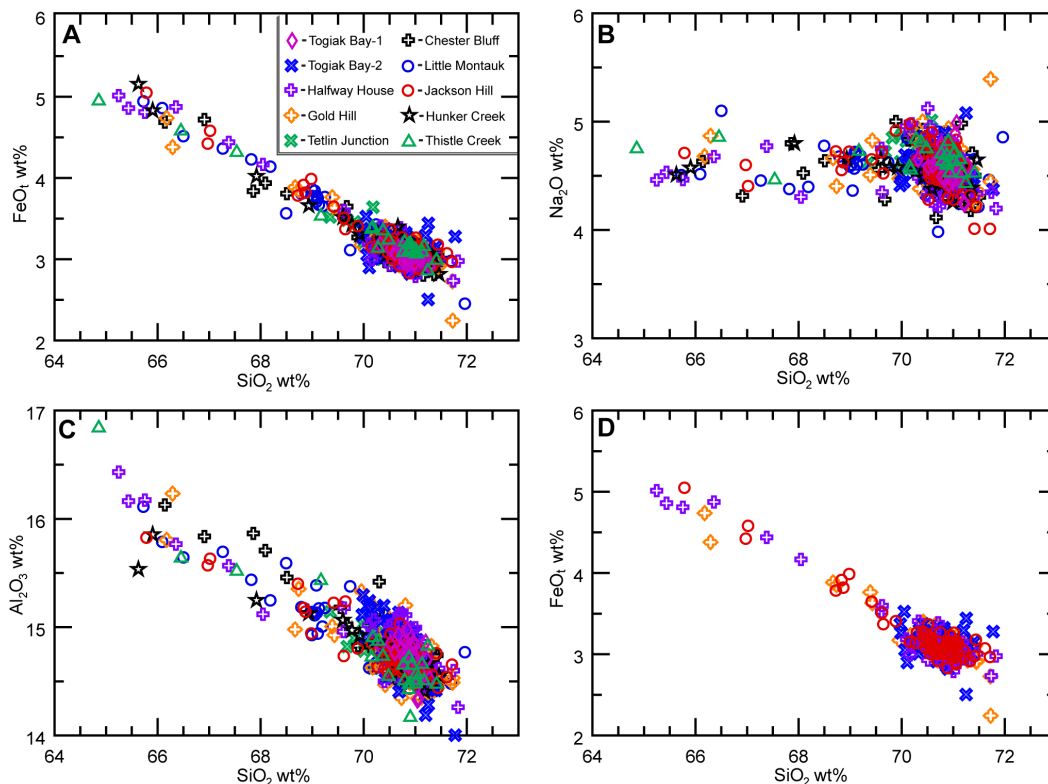 A
6
5
4
3
2
FeOt wt%
64 66 68 70 72
SiO2 wt%
-Togiak Bay-1 -Chester Bluff
-Togiak Bay-2 -Little Montauk
-Halfway House -Jackson Hill
-Gold Hill -Hunker Creek
-Tetlin Junction -Thistle Creek
B
6
5
4
3
Na2O wt%
64 66 68 70 72
SiO2 wt%
C
17
16
15
14
Al2O3 wt%
64 66 68 70 72
SiO2 wt%
D
6
5
4
3
2
FeOt wt%
64 66 68 70 72
SiO2 wt%